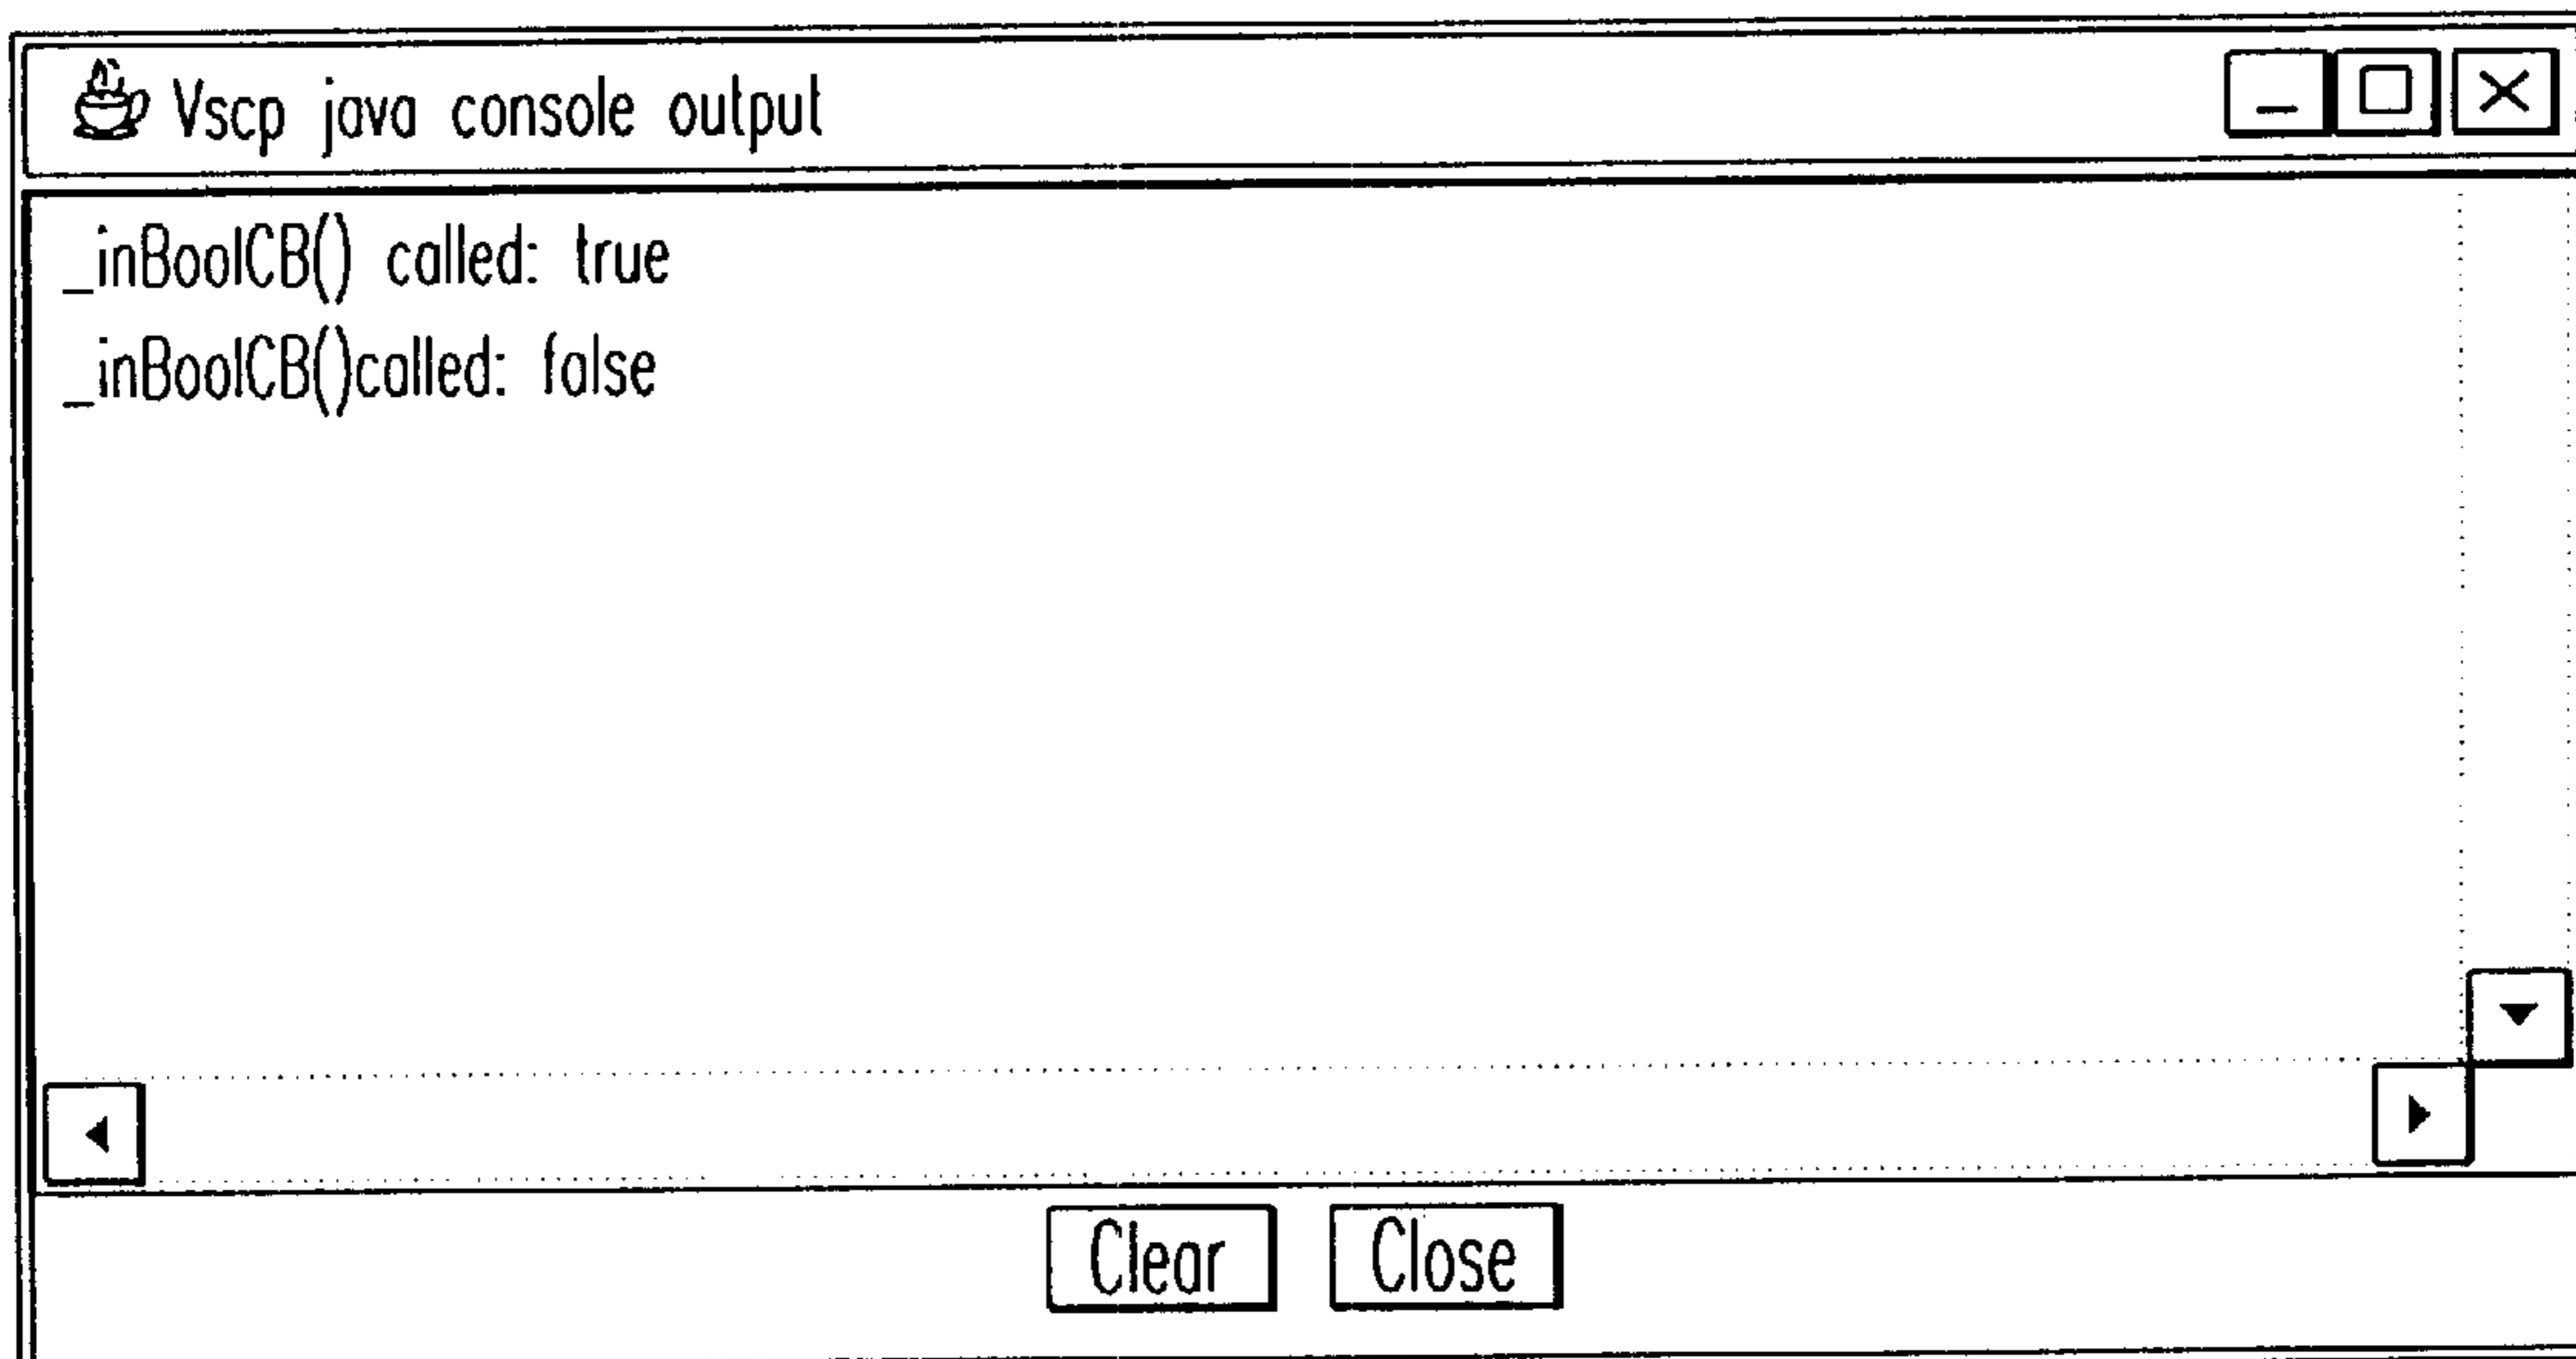 Vscp java console output
_inBoolCB() called: true
_inBoolCB()called: false
Clear Close